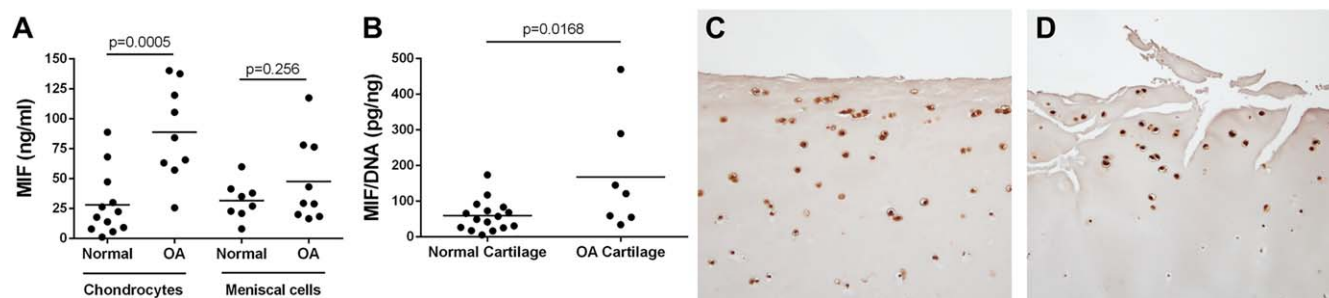 A
p=0.0005
p=0.256
MIF (ng/ml)
150
125
100
75
50
25
0
Normal
OA
Normal
OA
Chondrocytes
Meniscal cells
B
p=0.0168
MIF/DNA (pg/ng)
500
400
300
200
100
0
Normal Cartilage
OA Cartilage
C
D